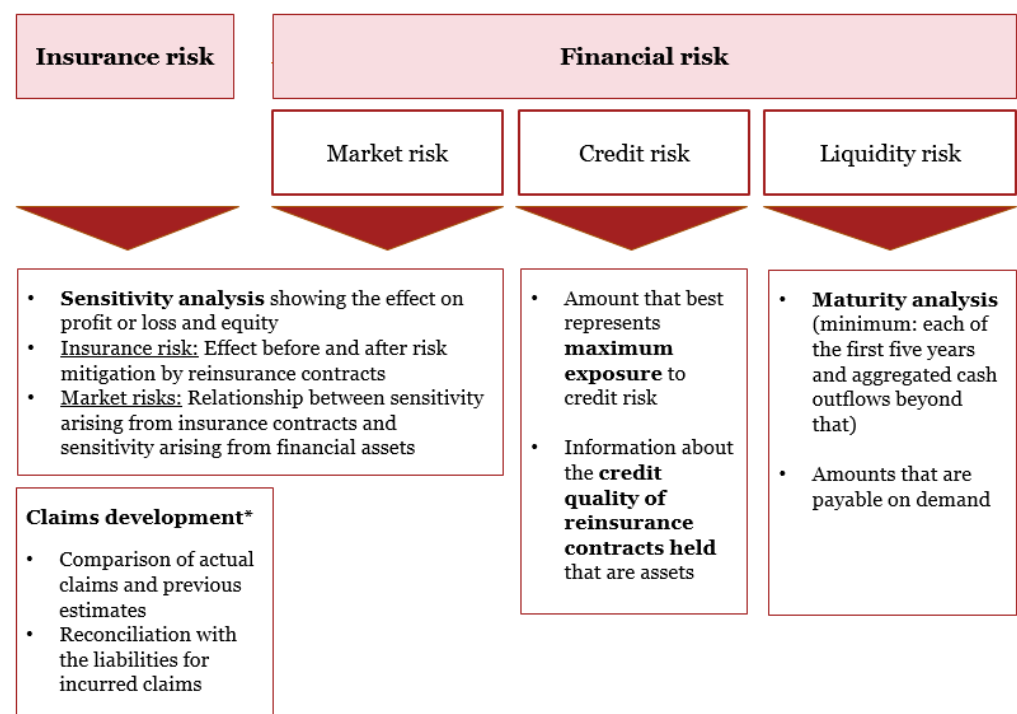 Insurance risk
Financial risk
Market risk
Credit risk
Liquidity risk
• Sensitivity analysis showing the effect on
profit or loss and equity
• Insurance risk: Effect before and after risk
mitigation by reinsurance contracts
• Market risks: Relationship between sensitivity
arising from insurance contracts and
sensitivity arising from financial assets
Claims development*
• Comparison of actual
claims and previous
estimates
• Reconciliation with
the liabilities for
incurred claims
• Amount that best
represents
maximum
exposure to
credit risk
• Information about
the credit
quality of
reinsurance
contracts held
that are assets
• Maturity analysis
(minimum: each of
the first five years
and aggregated cash
outflows beyond
that)
• Amounts that are
payable on demand